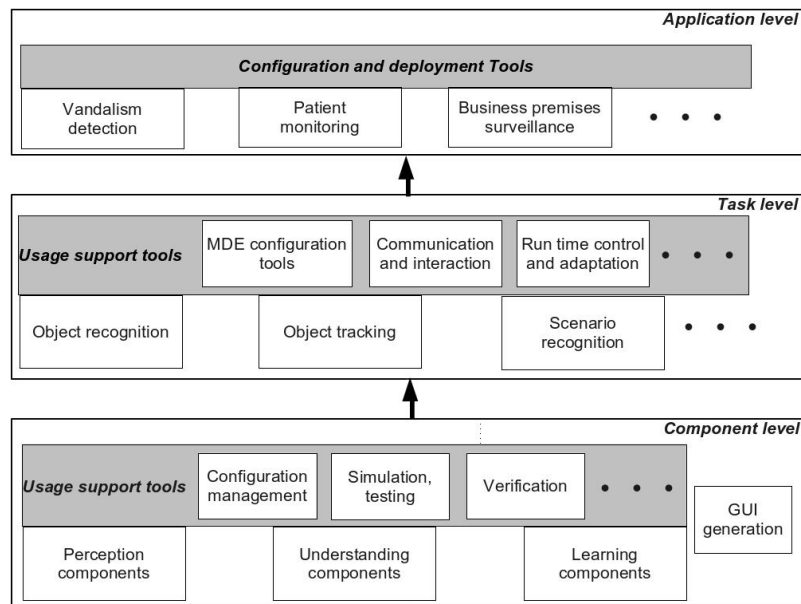 Application level
Configuration and deployment Tools
Vandalism
detection
Patient
monitoring
Business premises
surveillance
• • •
Task level
Usage support tools
MDE configuration
tools
Communication
and interaction
Run time control
and adaptation
• • •
Object recognition
Object tracking
Scenario
recognition
• • •
Component level
Usage support tools
Configuration
management
Simulation,
testing
Verification
• • •
GUI
generation
Perception
components
Understanding
components
Learning
components